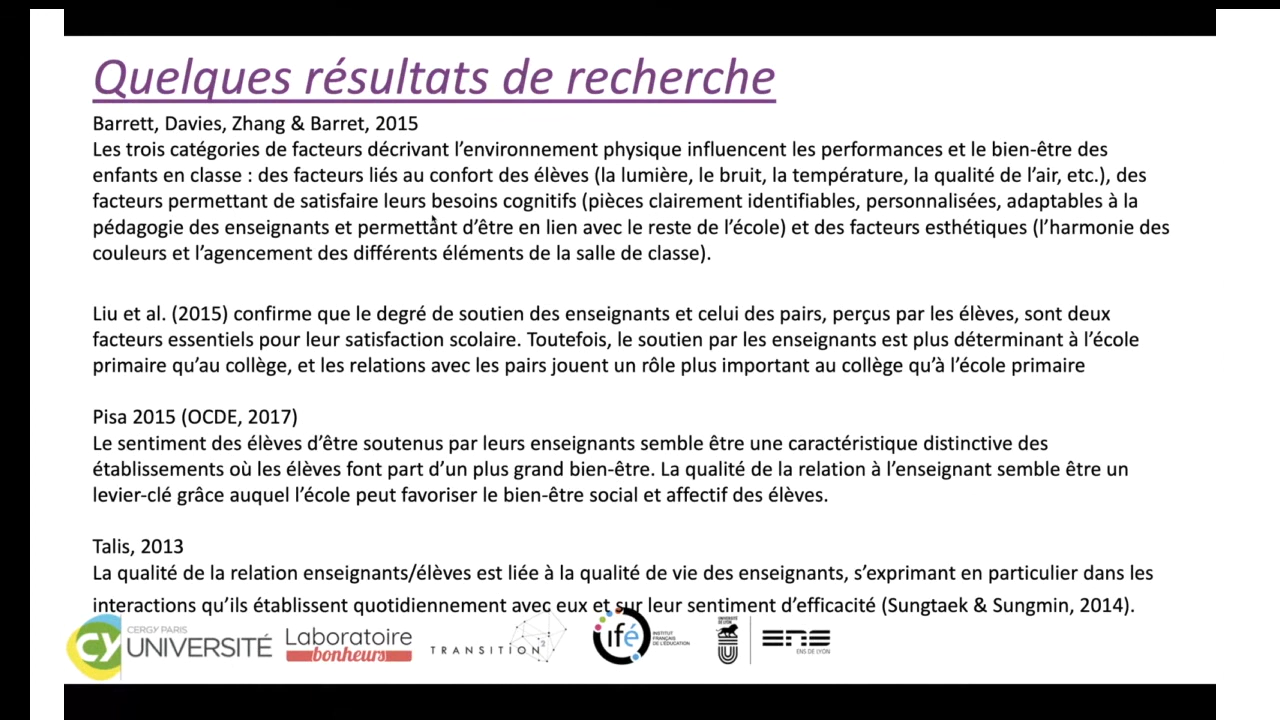 Quelques résultats de recherche
Barrett, Davies, Zhang & Barret, 2015
Les trois catégories de facteurs décrivant l’environnement physique influencent les performances et le bien-être des
enfants en classe : des facteurs liés au confort des élèves (la lumière, le bruit, la température, la qualité de l’air, etc.), des
facteurs permettant de satisfaire leurs besoins cognitifs (pièces clairement identifiables, personnalisées, adaptables à la
pédagogie des enseignants et permettant d’être en lien avec le reste de l’école) et des facteurs esthétiques (l’harmonie des
couleurs et l’agencement des différents éléments de la salle de classe).
Liu et al. (2015) confirme que le degré de soutien des enseignants et celui des pairs, perçus par les élèves, sont deux
facteurs essentiels pour leur satisfaction scolaire. Toutefois, le soutien par les enseignants est plus déterminant à l’école
primaire qu’au collège, et les relations avec les pairs jouent un rôle plus important au collège qu’à l’école primaire
Pisa 2015 (OCDE, 2017)
Le sentiment des élèves d’être soutenus par leurs enseignants semble être une caractéristique distinctive des
établissements où les élèves font part d’un plus grand bien-être. La qualité de la relation à l’enseignant semble être un
levier-clé grâce auquel l’école peut favoriser le bien-être social et affectif des élèves.
Talis, 2013
La qualité de la relation enseignants/élèves est liée à la qualité de vie des enseignants, s’exprimant en particulier dans les
interactions qu’ils établissent quotidiennement avec eux et sur leur sentiment d’efficacité (Sungtaek & Sungmin, 2014).
CY
CERGY PARIS
UNIVERSITÉ
Laboratoire
bonheurs
TRANSITION²
ifé
INSTITUT
FRANÇAIS
DE L'ÉDUCATION
UNIVERSITÉ
DE LYON
ENS
ENS DE LYON